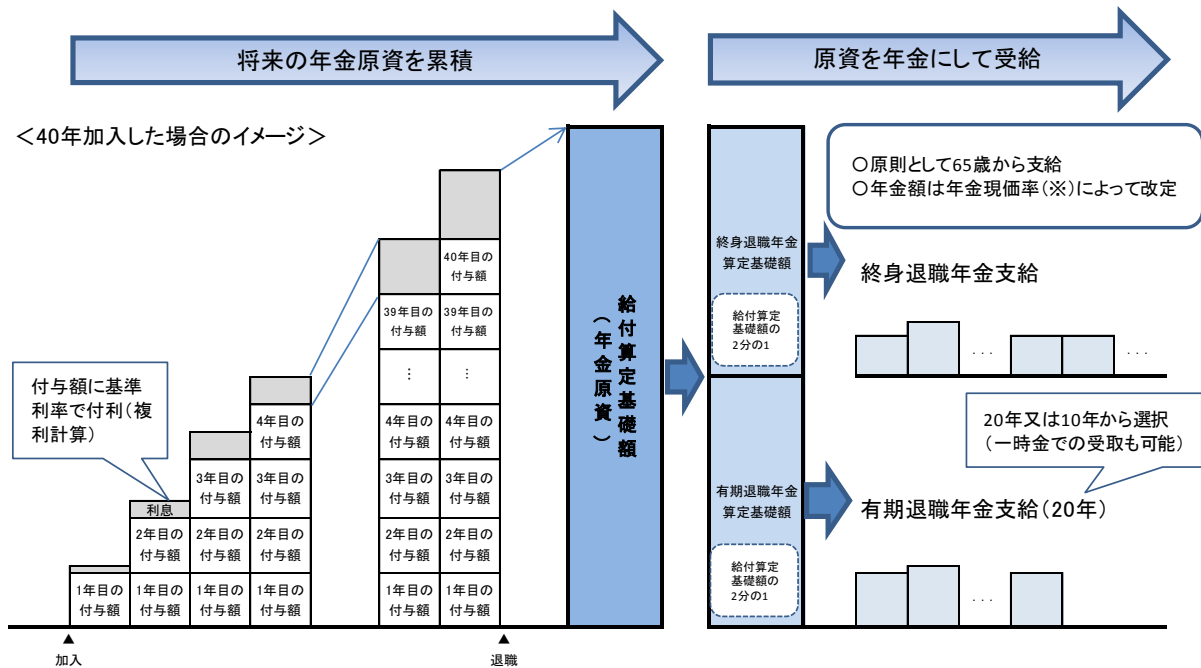 将来の年金原資を累積
原資を年金にして受給
<40年加入した場合のイメージ>
○原則として65歳から支給
○年金額は年金現価率(※)によって改定
付与額に基準
利率で付利(複
利計算)
利息
1年目の
付与額
2年目の
付与額
1年目の
付与額
3年目の
付与額
2年目の
付与額
1年目の
付与額
4年目の
付与額
3年目の
付与額
2年目の
付与額
1年目の
付与額
39年目の
付与額
⋮
4年目の
付与額
3年目の
付与額
2年目の
付与額
1年目の
付与額
40年目の
付与額
39年目の
付与額
⋮
4年目の
付与額
3年目の
付与額
2年目の
付与額
1年目の
付与額
▲
加入
▲
退職
給付算定基礎額
(年金原資)
終身退職年金
算定基礎額
給付算定
基礎額の
2分の1
有期退職年金
算定基礎額
給付算定
基礎額の
2分の1
終身退職年金支給
...
...
20年又は10年から選択
(一時金での受取も可能)
有期退職年金支給(20年)
...